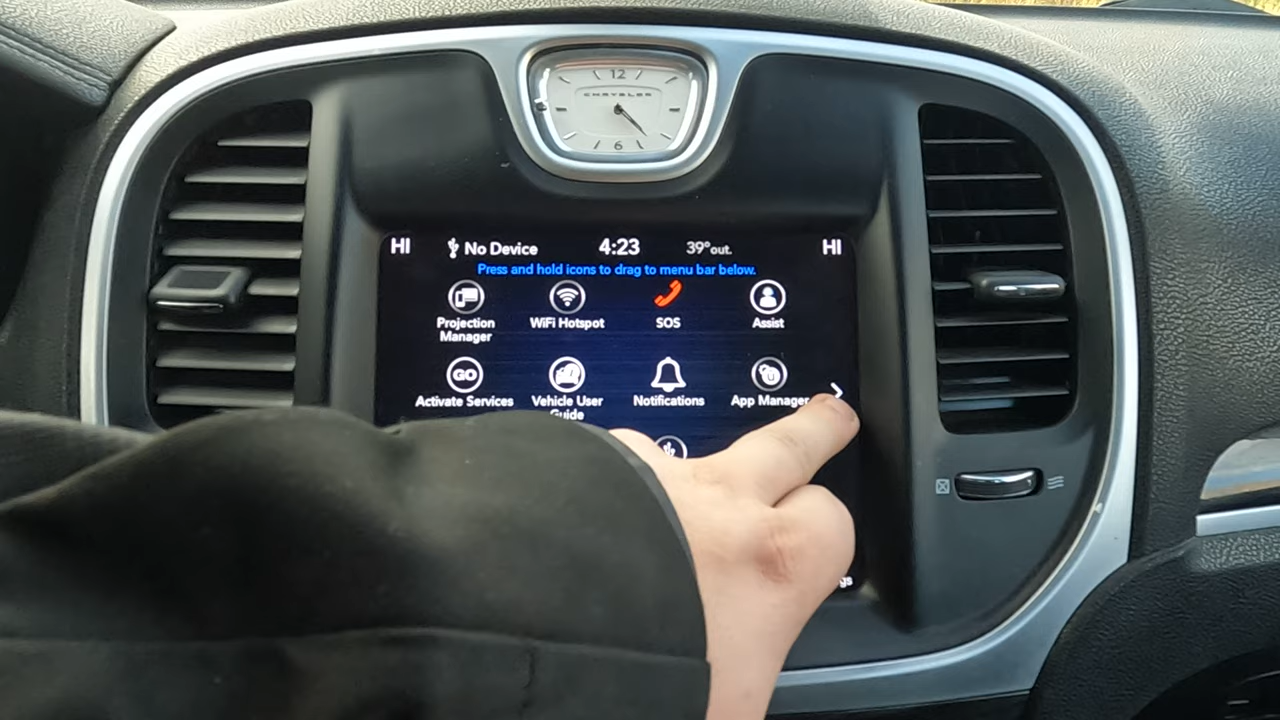 12
CHRYSLER
6
HI No Device 4:23 39°out. HI
Press and hold icons to drag to menu bar below.
Projection Manager
WiFi Hotspot
SOS
Assist
GO
Activate Services
Vehicle User Guide
Notifications
App Manager
gs